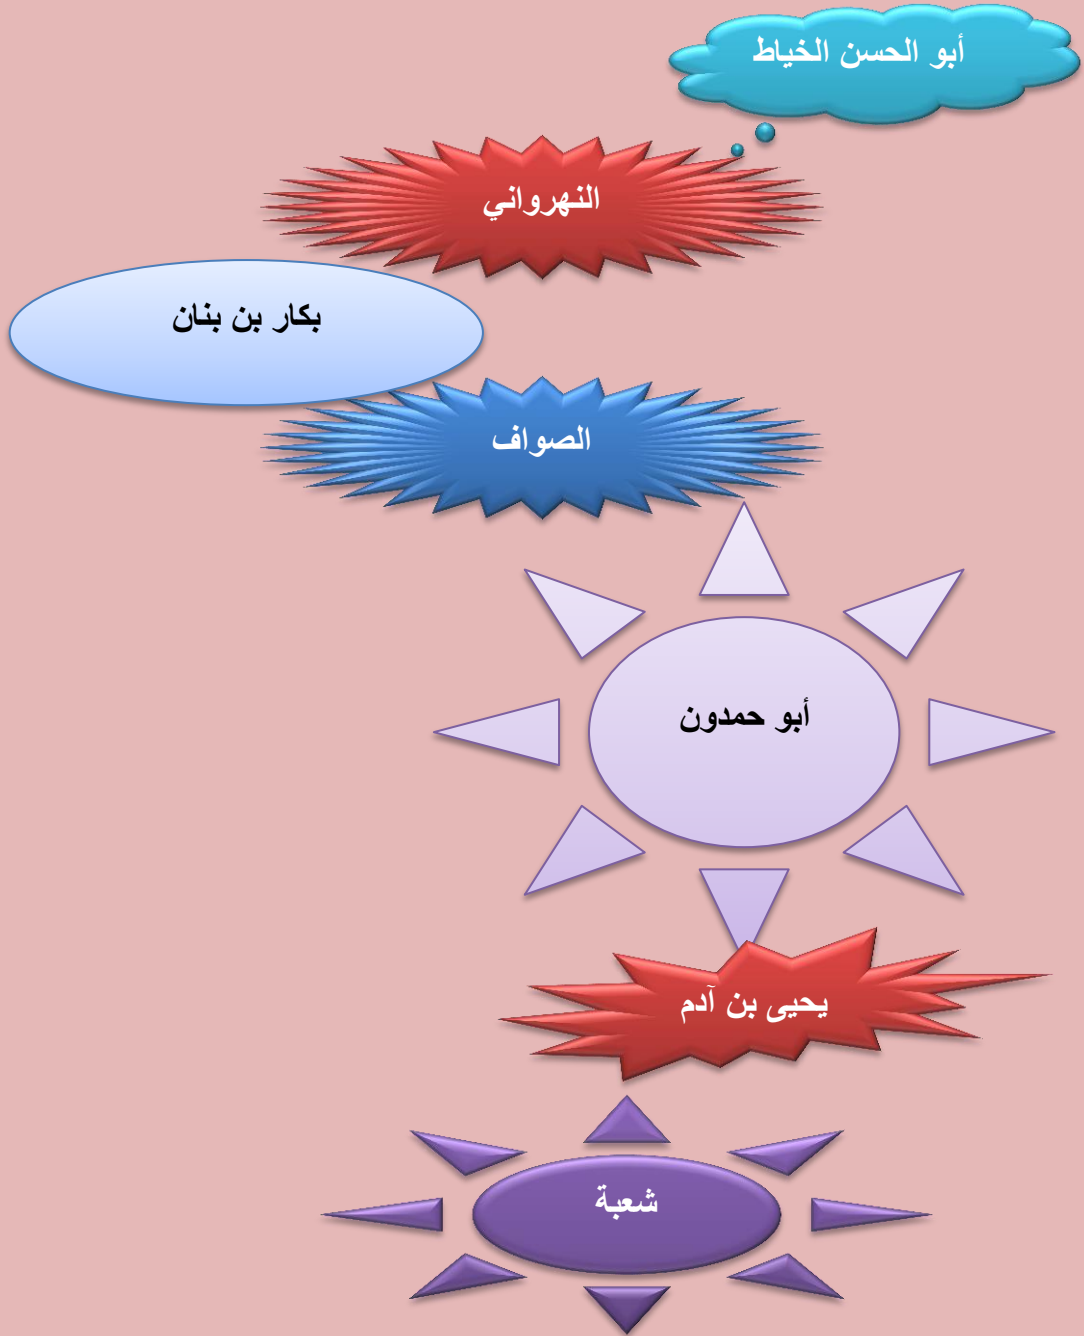 أبو الحسن الخياط
النهرواني
بكار بن بنان
الصواف
أبو حمدون
يحيى بن آدم
شعبة